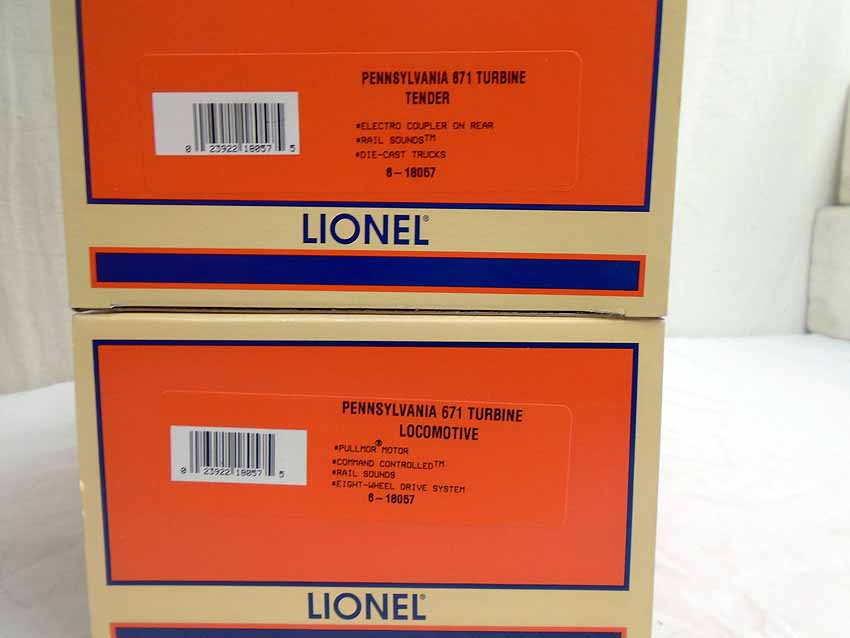 PENNSYLVANIA 671 TURBINE
TENDER
*ELECTRO COUPLER ON REAR
*RAIL SOUNDS™
*DIE-CAST TRUCKS
6-18057
0 23922 18057 5
LIONEL®
PENNSYLVANIA 671 TURBINE
LOCOMOTIVE
*PULLMOR® MOTOR
*COMMAND CONTROLLED™
*RAIL SOUNDS
*EIGHT-WHEEL DRIVE SYSTEM
6-18057
0 23922 18057 5
LIONEL®